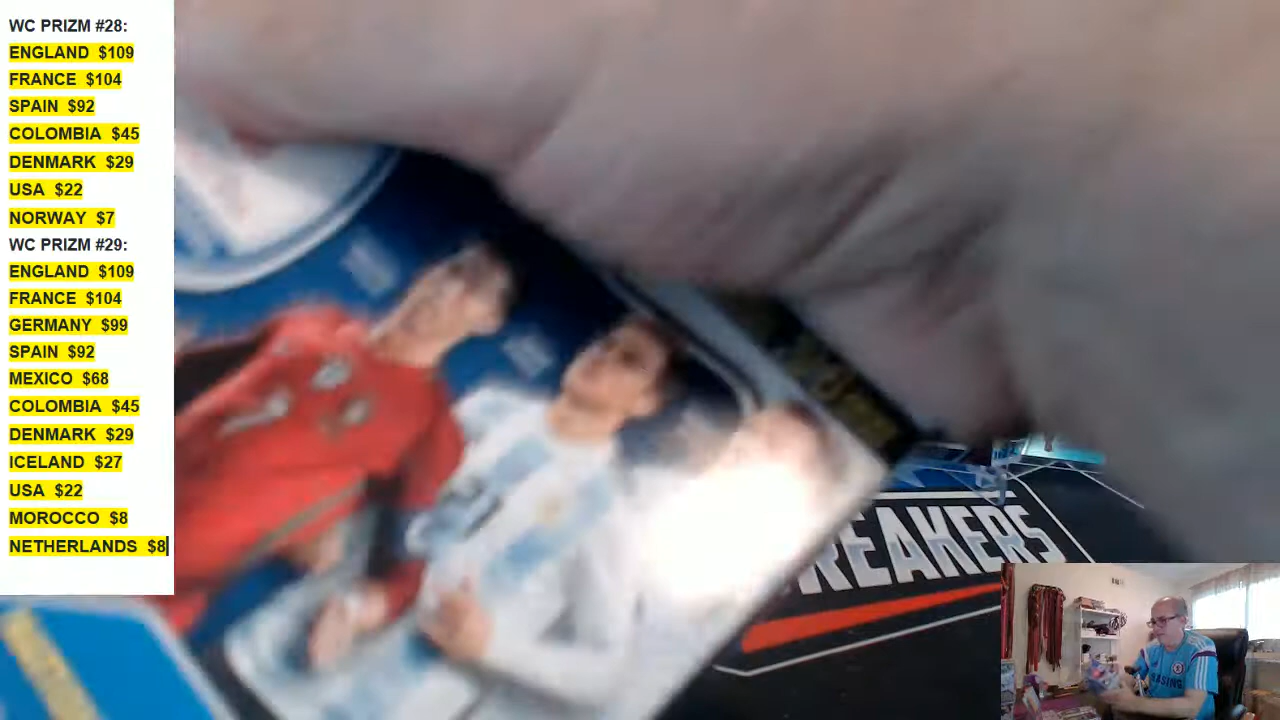 WC PRIZM #28:
ENGLAND $109
FRANCE $104
SPAIN $92
COLOMBIA $45
DENMARK $29
USA $22
NORWAY $7
WC PRIZM #29:
ENGLAND $109
FRANCE $104
GERMANY $99
SPAIN $92
MEXICO $68
COLOMBIA $45
DENMARK $29
ICELAND $27
USA $22
MOROCCO $8
NETHERLANDS $8
REAKERS